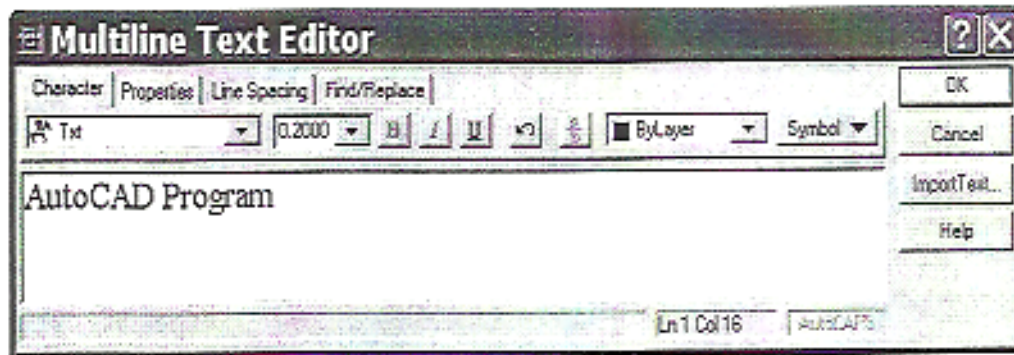 Multiline Text Editor
Character Properties Line Spacing Find/Replace OK
Txt 0.2000 B I U ByLayer Symbol Cancel
AutoCAD Program ImportText...
Help
Ln 1 Col 16 AutoCAPS